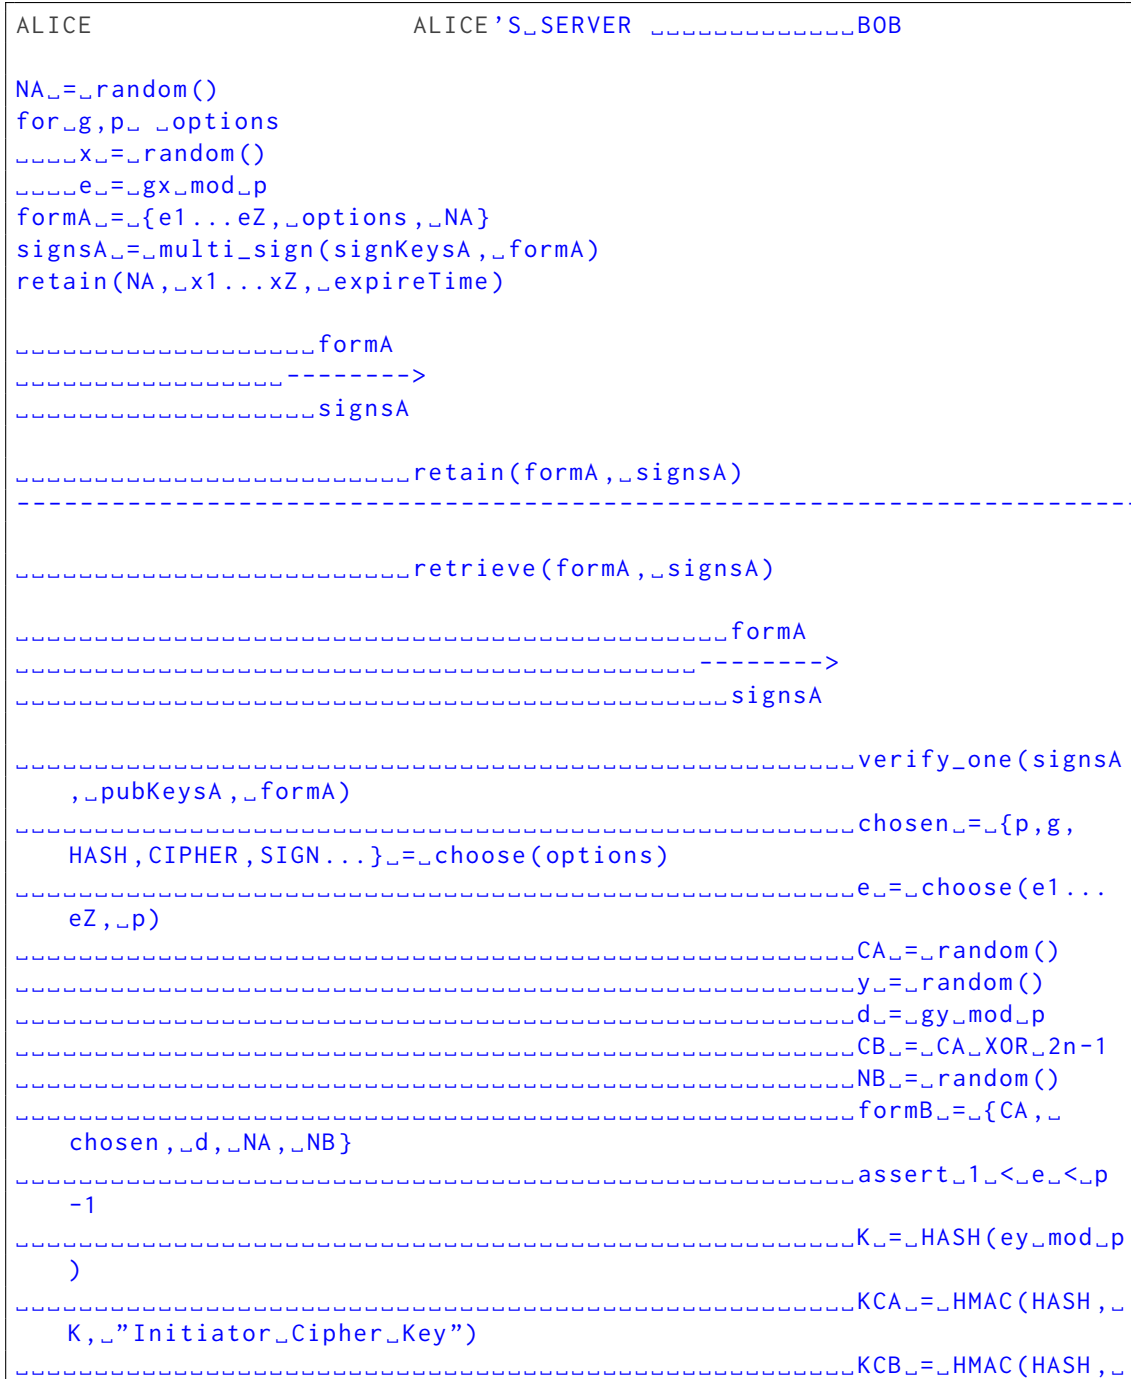 ALICE ALICE'S␣SERVER ␣␣␣␣␣␣␣␣␣␣␣␣␣BOB
NA␣=␣random()
for␣g,p␣ ␣options
␣␣␣␣x␣=␣random()
␣␣␣␣e␣=␣gx␣mod␣p
formA␣=␣{e1...eZ,␣options,␣NA}
signsA␣=␣multi_sign(signKeysA,␣formA)
retain(NA,␣x1...xZ,␣expireTime)
␣␣␣␣␣␣␣␣␣␣␣␣␣␣␣␣␣␣␣formA
␣␣␣␣␣␣␣␣␣␣␣␣␣␣␣␣␣-------->
␣␣␣␣␣␣␣␣␣␣␣␣␣␣␣␣␣␣␣signsA
␣␣␣␣␣␣␣␣␣␣␣␣␣␣␣␣␣␣␣␣␣␣␣␣␣retain(formA,␣signsA)
-----------------------------------------------------------------------
␣␣␣␣␣␣␣␣␣␣␣␣␣␣␣␣␣␣␣␣␣␣␣␣␣retrieve(formA,␣signsA)
␣␣␣␣␣␣␣␣␣␣␣␣␣␣␣␣␣␣␣␣␣␣␣␣␣␣␣␣␣␣␣␣␣␣␣␣␣␣␣␣␣␣␣␣␣formA
␣␣␣␣␣␣␣␣␣␣␣␣␣␣␣␣␣␣␣␣␣␣␣␣␣␣␣␣␣␣␣␣␣␣␣␣␣␣␣␣␣␣␣-------->
␣␣␣␣␣␣␣␣␣␣␣␣␣␣␣␣␣␣␣␣␣␣␣␣␣␣␣␣␣␣␣␣␣␣␣␣␣␣␣␣␣␣␣␣␣signsA
␣␣␣␣␣␣␣␣␣␣␣␣␣␣␣␣␣␣␣␣␣␣␣␣␣␣␣␣␣␣␣␣␣␣␣␣␣␣␣␣␣␣␣␣␣␣␣␣␣␣␣␣␣verify_one(signsA
,␣pubKeysA,␣formA)
␣␣␣␣␣␣␣␣␣␣␣␣␣␣␣␣␣␣␣␣␣␣␣␣␣␣␣␣␣␣␣␣␣␣␣␣␣␣␣␣␣␣␣␣␣␣␣␣␣␣␣␣␣chosen␣=␣{p,g,
HASH,CIPHER,SIGN...}␣=␣choose(options)
␣␣␣␣␣␣␣␣␣␣␣␣␣␣␣␣␣␣␣␣␣␣␣␣␣␣␣␣␣␣␣␣␣␣␣␣␣␣␣␣␣␣␣␣␣␣␣␣␣␣␣␣␣e␣=␣choose(e1...
eZ,␣p)
␣␣␣␣␣␣␣␣␣␣␣␣␣␣␣␣␣␣␣␣␣␣␣␣␣␣␣␣␣␣␣␣␣␣␣␣␣␣␣␣␣␣␣␣␣␣␣␣␣␣␣␣␣CA␣=␣random()
␣␣␣␣␣␣␣␣␣␣␣␣␣␣␣␣␣␣␣␣␣␣␣␣␣␣␣␣␣␣␣␣␣␣␣␣␣␣␣␣␣␣␣␣␣␣␣␣␣␣␣␣␣y␣=␣random()
␣␣␣␣␣␣␣␣␣␣␣␣␣␣␣␣␣␣␣␣␣␣␣␣␣␣␣␣␣␣␣␣␣␣␣␣␣␣␣␣␣␣␣␣␣␣␣␣␣␣␣␣␣d␣=␣gy␣mod␣p
␣␣␣␣␣␣␣␣␣␣␣␣␣␣␣␣␣␣␣␣␣␣␣␣␣␣␣␣␣␣␣␣␣␣␣␣␣␣␣␣␣␣␣␣␣␣␣␣␣␣␣␣␣CB␣=␣CA␣XOR␣2n-1
␣␣␣␣␣␣␣␣␣␣␣␣␣␣␣␣␣␣␣␣␣␣␣␣␣␣␣␣␣␣␣␣␣␣␣␣␣␣␣␣␣␣␣␣␣␣␣␣␣␣␣␣␣NB␣=␣random()
␣␣␣␣␣␣␣␣␣␣␣␣␣␣␣␣␣␣␣␣␣␣␣␣␣␣␣␣␣␣␣␣␣␣␣␣␣␣␣␣␣␣␣␣␣␣␣␣␣␣␣␣␣formB␣=␣{CA,␣
chosen,␣d,␣NA,␣NB}
␣␣␣␣␣␣␣␣␣␣␣␣␣␣␣␣␣␣␣␣␣␣␣␣␣␣␣␣␣␣␣␣␣␣␣␣␣␣␣␣␣␣␣␣␣␣␣␣␣␣␣␣␣assert␣1␣<␣e␣<␣p
-1
␣␣␣␣␣␣␣␣␣␣␣␣␣␣␣␣␣␣␣␣␣␣␣␣␣␣␣␣␣␣␣␣␣␣␣␣␣␣␣␣␣␣␣␣␣␣␣␣␣␣␣␣␣K␣=␣HASH(ey␣mod␣p
)
␣␣␣␣␣␣␣␣␣␣␣␣␣␣␣␣␣␣␣␣␣␣␣␣␣␣␣␣␣␣␣␣␣␣␣␣␣␣␣␣␣␣␣␣␣␣␣␣␣␣␣␣␣KCA␣=␣HMAC(HASH,␣
K,␣”Initiator␣Cipher␣Key”)
␣␣␣␣␣␣␣␣␣␣␣␣␣␣␣␣␣␣␣␣␣␣␣␣␣␣␣␣␣␣␣␣␣␣␣␣␣␣␣␣␣␣␣␣␣␣␣␣␣␣␣␣␣KCB␣=␣HMAC(HASH,␣